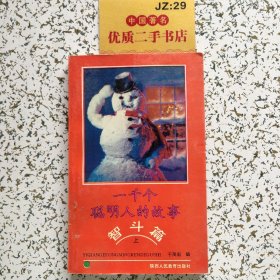 JZ:29
中国著名
优质二手书店
一千个
聪明人的故事
智斗篇
上
YIQIANGECONGMINGRENDEGUSHI
陕西人民教育出版社